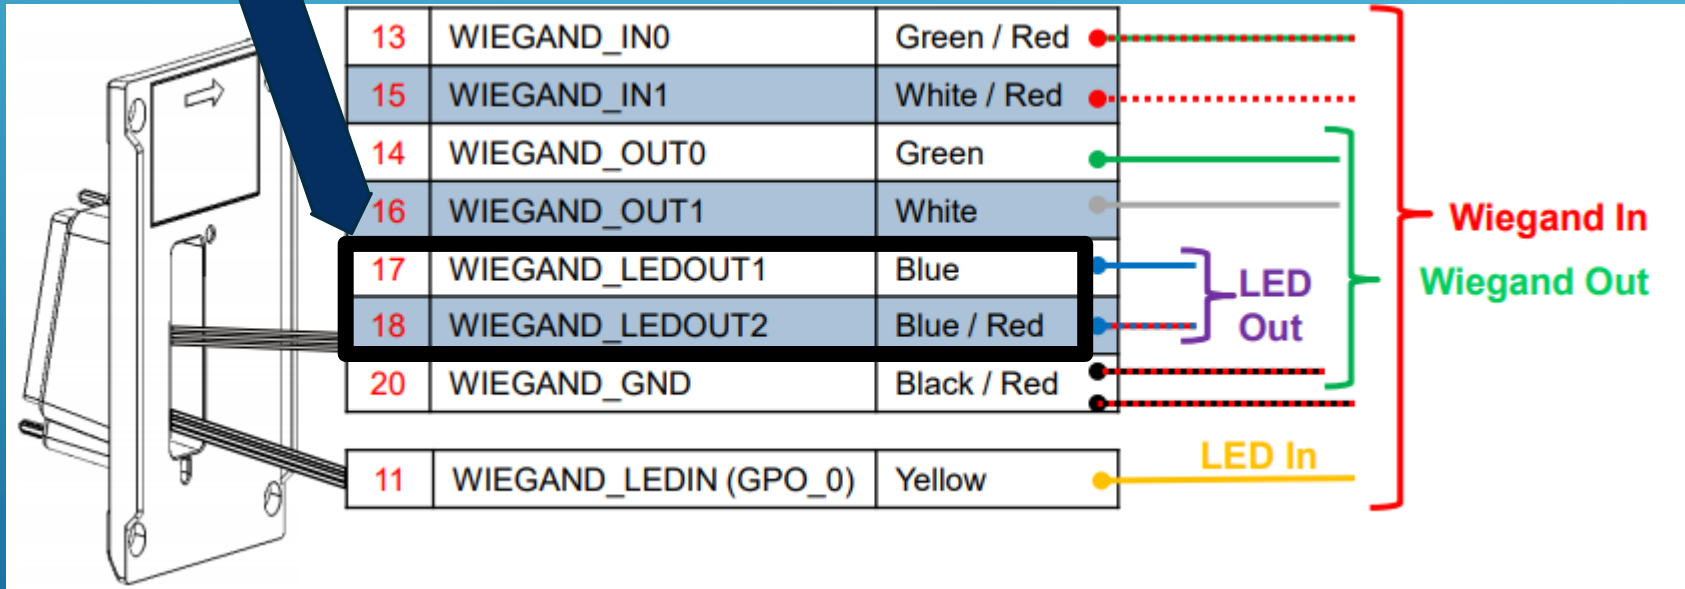 13 WIEGAND_IN0 Green / Red
15 WIEGAND_IN1 White / Red
14 WIEGAND_OUT0 Green
16 WIEGAND_OUT1 White
17 WIEGAND_LEDOUT1 Blue
18 WIEGAND_LEDOUT2 Blue / Red
20 WIEGAND_GND Black / Red
11 WIEGAND_LEDIN (GPO_0) Yellow
LED
Out
LED In
Wiegand In
Wiegand Out